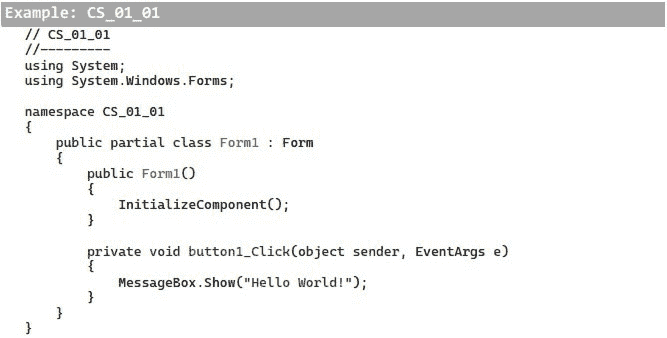 Example: CS_01_01
// CS_01_01
//---------
using System;
using System.Windows.Forms;

namespace CS_01_01
{
    public partial class Form1 : Form
    {
        public Form1()
        {
            InitializeComponent();
        }

        private void button1_Click(object sender, EventArgs e)
        {
            MessageBox.Show("Hello World!");
        }
    }
}